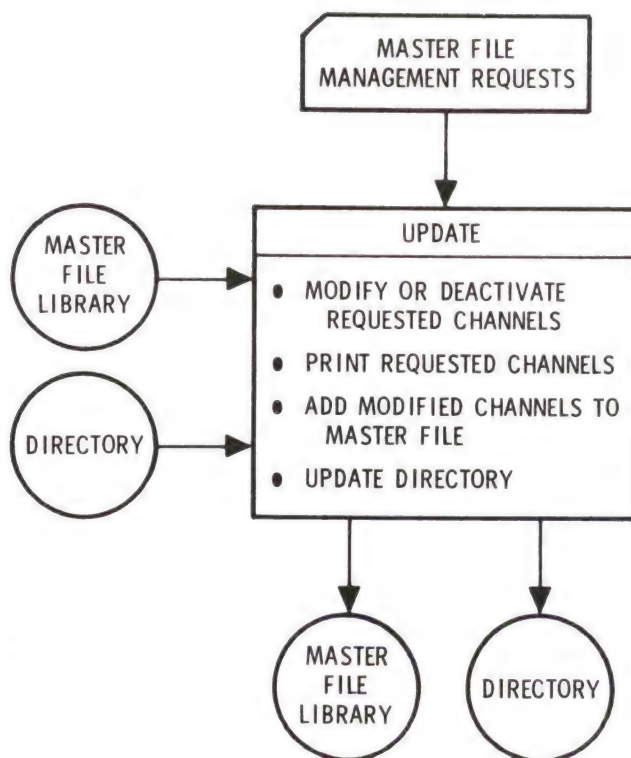 MASTER FILE
MANAGEMENT REQUESTS
UPDATE
• MODIFY OR DEACTIVATE
REQUESTED CHANNELS
• PRINT REQUESTED CHANNELS
• ADD MODIFIED CHANNELS TO
MASTER FILE
• UPDATE DIRECTORY
MASTER
FILE
LIBRARY
DIRECTORY
MASTER
FILE
LIBRARY
DIRECTORY